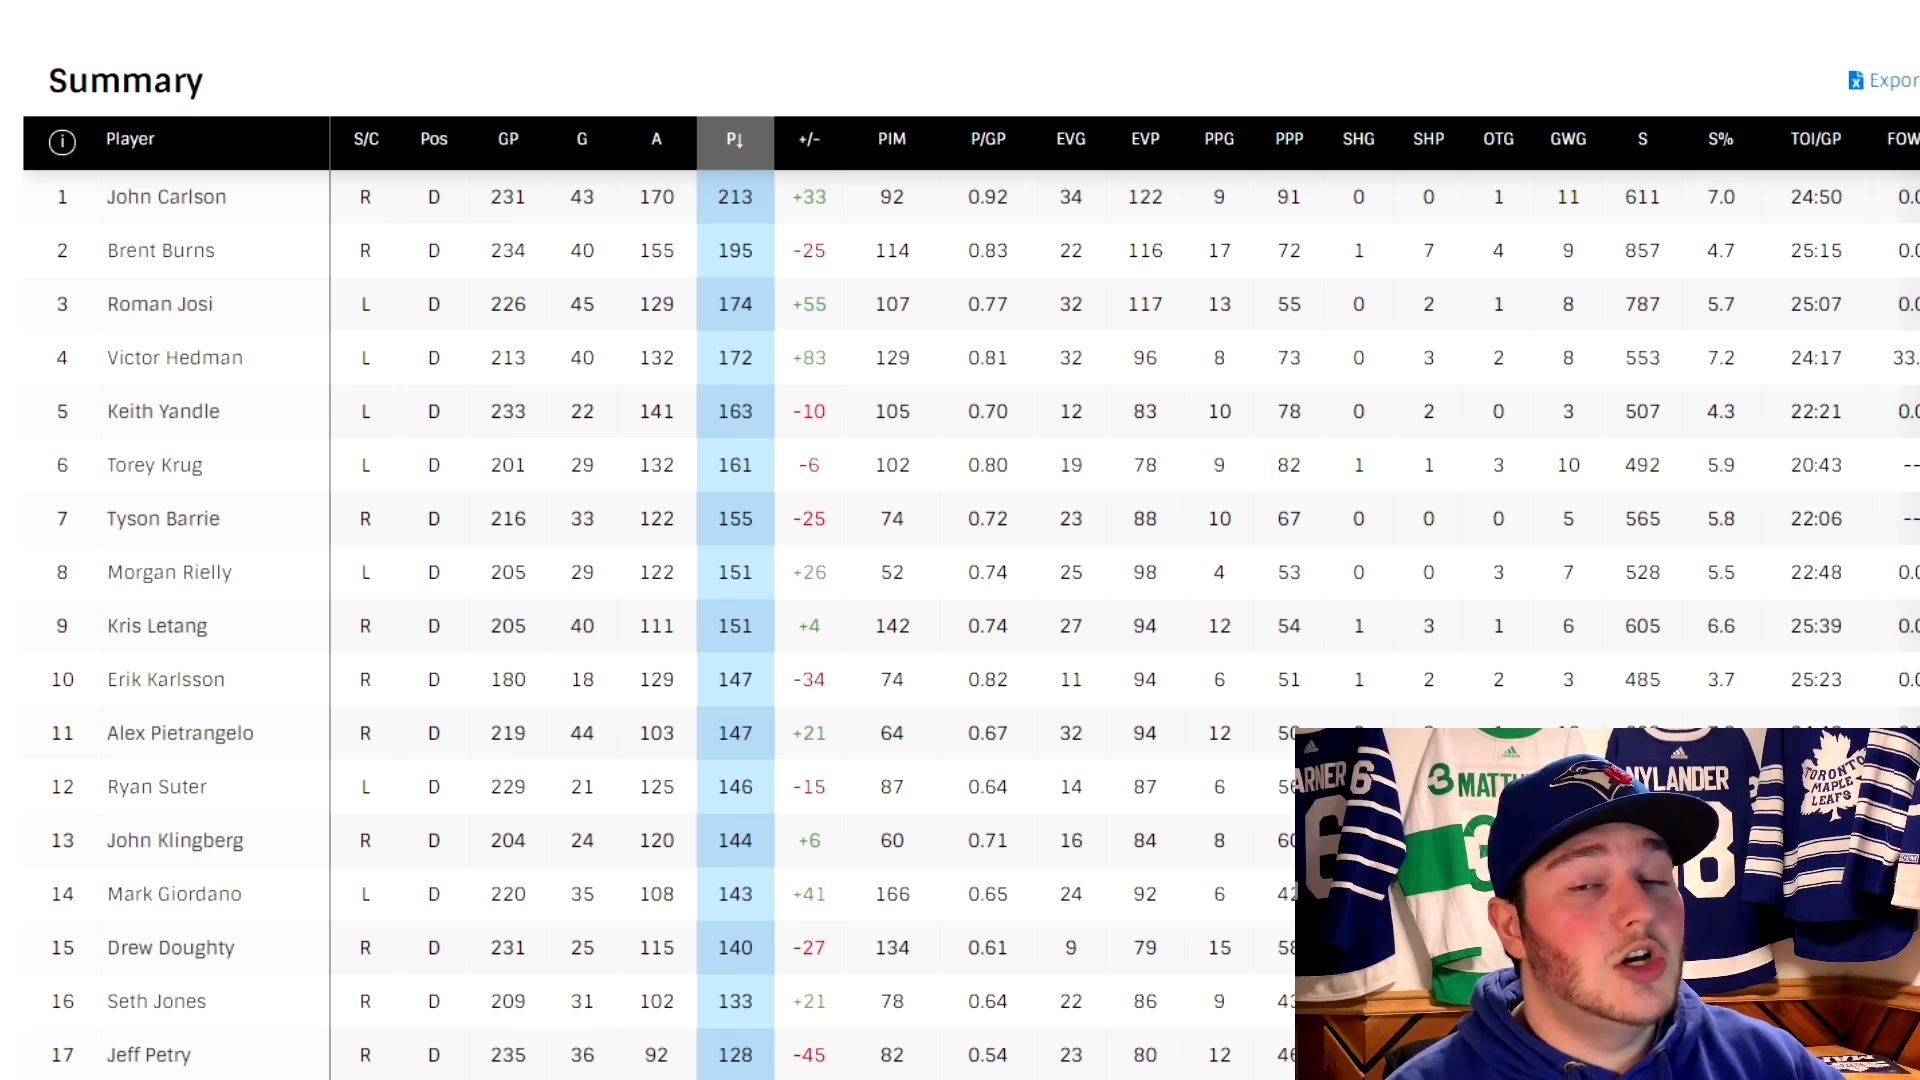 Summary
Expor
i Player S/C Pos GP G A P↓ +/- PIM P/GP EVG EVP PPG PPP SHG SHP OTG GWG S S% TOI/GP FOW
1 John Carlson R D 231 43 170 213 +33 92 0.92 34 122 9 91 0 0 1 11 611 7.0 24:50 0.0
2 Brent Burns R D 234 40 155 195 -25 114 0.83 22 116 17 72 1 7 4 9 857 4.7 25:15 0.0
3 Roman Josi L D 226 45 129 174 +55 107 0.77 32 117 13 55 0 2 1 8 787 5.7 25:07 0.0
4 Victor Hedman L D 213 40 132 172 +83 129 0.81 32 96 8 73 0 3 2 8 553 7.2 24:17 33.
5 Keith Yandle L D 233 22 141 163 -10 105 0.70 12 83 10 78 0 2 0 3 507 4.3 22:21 0.0
6 Torey Krug L D 201 29 132 161 -6 102 0.80 19 78 9 82 1 1 3 10 492 5.9 20:43 --
7 Tyson Barrie R D 216 33 122 155 -25 74 0.72 23 88 10 67 0 0 0 5 565 5.8 22:06 --
8 Morgan Rielly L D 205 29 122 151 +26 52 0.74 25 98 4 53 0 0 3 7 528 5.5 22:48 0.0
9 Kris Letang R D 205 40 111 151 +4 142 0.74 27 94 12 54 1 3 1 6 605 6.6 25:39 0.0
10 Erik Karlsson R D 180 18 129 147 -34 74 0.82 11 94 6 51 1 2 2 3 485 3.7 25:23 0.0
11 Alex Pietrangelo R D 219 44 103 147 +21 64 0.67 32 94 12 50
12 Ryan Suter L D 229 21 125 146 -15 87 0.64 14 87 6 56
13 John Klingberg R D 204 24 120 144 +6 60 0.71 16 84 8 60
14 Mark Giordano L D 220 35 108 143 +41 166 0.65 24 92 6 42
15 Drew Doughty R D 231 25 115 140 -27 134 0.61 9 79 15 58
16 Seth Jones R D 209 31 102 133 +21 78 0.64 22 86 9 43
17 Jeff Petry R D 235 36 92 128 -45 82 0.54 23 80 12 46
ARNER 6
3 MATT
NYLANDER
8
TORONTO
MAPLE
LEAFS